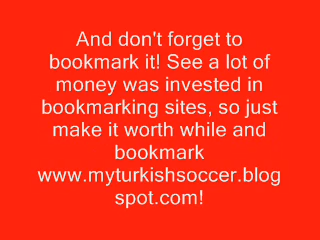 And don't forget to
bookmark it! See a lot of
money was invested in
bookmarking sites, so just
make it worth while and
bookmark
www.myturkishsoccer.blog
spot.com!